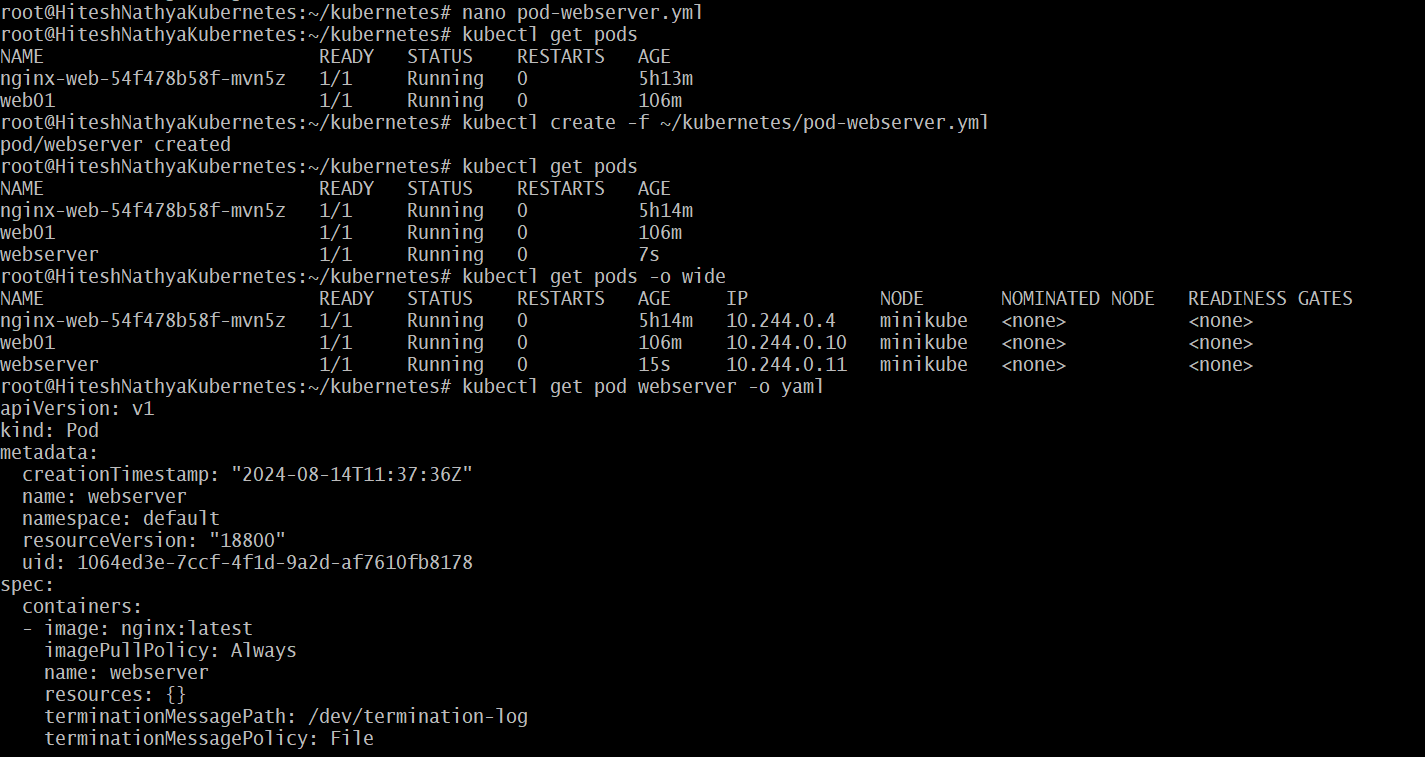 root@HiteshNathyaKubernetes:~/kubernetes# nano pod-webserver.yml
root@HiteshNathyaKubernetes:~/kubernetes# kubectl get pods
NAME                         READY   STATUS    RESTARTS   AGE
nginx-web-54f478b58f-mvn5z   1/1     Running   0          5h13m
web01                        1/1     Running   0          106m
root@HiteshNathyaKubernetes:~/kubernetes# kubectl create -f ~/kubernetes/pod-webserver.yml
pod/webserver created
root@HiteshNathyaKubernetes:~/kubernetes# kubectl get pods
NAME                         READY   STATUS    RESTARTS   AGE
nginx-web-54f478b58f-mvn5z   1/1     Running   0          5h14m
web01                        1/1     Running   0          106m
webserver                    1/1     Running   0          7s
root@HiteshNathyaKubernetes:~/kubernetes# kubectl get pods -o wide
NAME                         READY   STATUS    RESTARTS   AGE     IP            NODE       NOMINATED NODE   READINESS GATES
nginx-web-54f478b58f-mvn5z   1/1     Running   0          5h14m   10.244.0.4    minikube   <none>           <none>
web01                        1/1     Running   0          106m    10.244.0.10   minikube   <none>           <none>
webserver                    1/1     Running   0          15s     10.244.0.11   minikube   <none>           <none>
root@HiteshNathyaKubernetes:~/kubernetes# kubectl get pod webserver -o yaml
apiVersion: v1
kind: Pod
metadata:
  creationTimestamp: "2024-08-14T11:37:36Z"
  name: webserver
  namespace: default
  resourceVersion: "18800"
  uid: 1064ed3e-7ccf-4f1d-9a2d-af7610fb8178
spec:
  containers:
  - image: nginx:latest
    imagePullPolicy: Always
    name: webserver
    resources: {}
    terminationMessagePath: /dev/termination-log
    terminationMessagePolicy: File